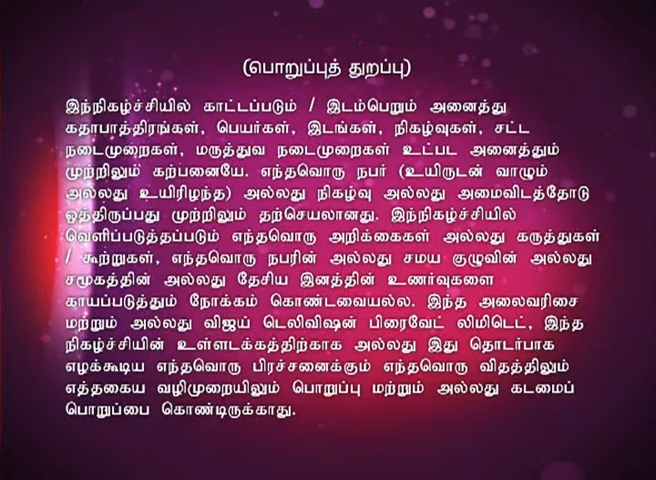 (பொறுப்புத் துறப்பு)
இந்நிகழ்ச்சியில் காட்டப்படும் / இடம்பெறும் அனைத்து
கதாபாத்திரங்கள், பெயர்கள், இடங்கள், நிகழ்வுகள், சட்ட
நடைமுறைகள், மருத்துவ நடைமுறைகள் உட்பட அனைத்தும்
முற்றிலும் கற்பனையே. எந்தவொரு நபர் (உயிருடன் வாழும்
அல்லது உயிரிழந்த) அல்லது நிகழ்வு அல்லது அமைவிடத்தோடு
ஒத்திருப்பது முற்றிலும் தற்செயலானது. இந்நிகழ்ச்சியில்
வெளிப்படுத்தப்படும் எந்தவொரு அறிக்கைகள் அல்லது கருத்துகள்
/ கூற்றுகள், எந்தவொரு நபரின் அல்லது சமய குழுவின் அல்லது
சமூகத்தின் அல்லது தேசிய இனத்தின் உணர்வுகளை
காயப்படுத்தும் நோக்கம் கொண்டவையல்ல. இந்த அலைவரிசை
மற்றும் அல்லது விஜய் டெலிவிஷன் பிரைவேட் லிமிடெட், இந்த
நிகழ்ச்சியின் உள்ளடக்கத்திற்காக அல்லது இது தொடர்பாக
எழக்கூடிய எந்தவொரு பிரச்சனைக்கும் எந்தவொரு விதத்திலும்
எத்தகைய வழிமுறையிலும் பொறுப்பு மற்றும் அல்லது கடமைப்
பொறுப்பை கொண்டிருக்காது.